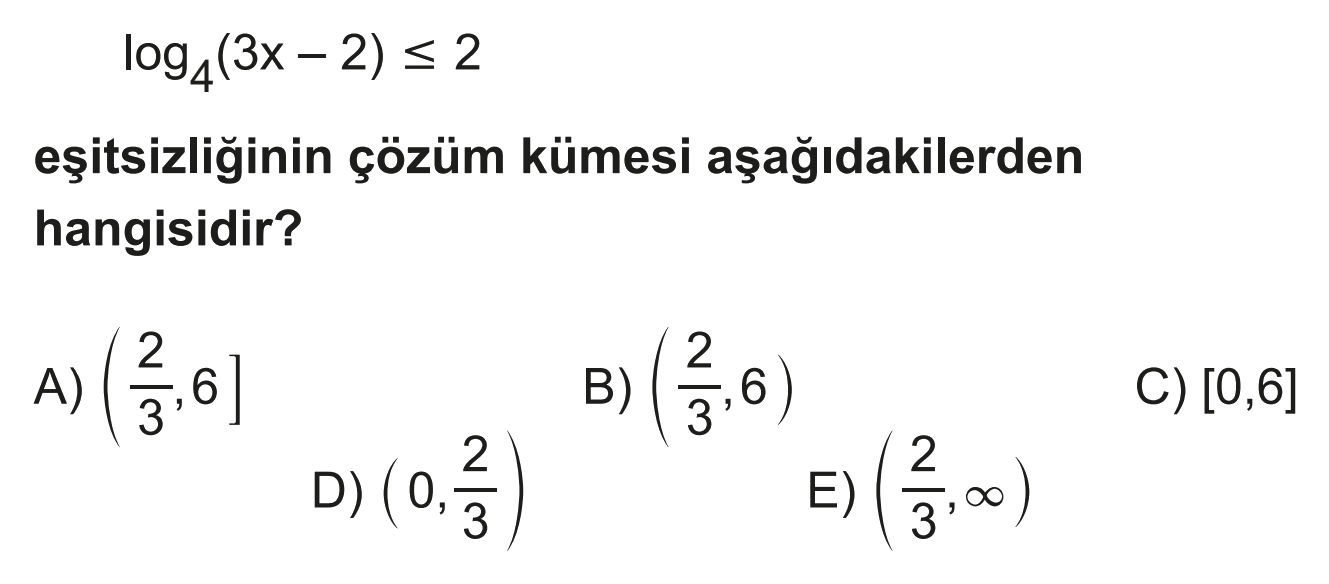 log₄(3x – 2) ≤ 2
eşitsizliğinin çözüm kümesi aşağıdakilerden
hangisidir?
A) (2/3,6] B) (2/3,6) C) [0,6]
D) (0,2/3) E) (2/3,∞)